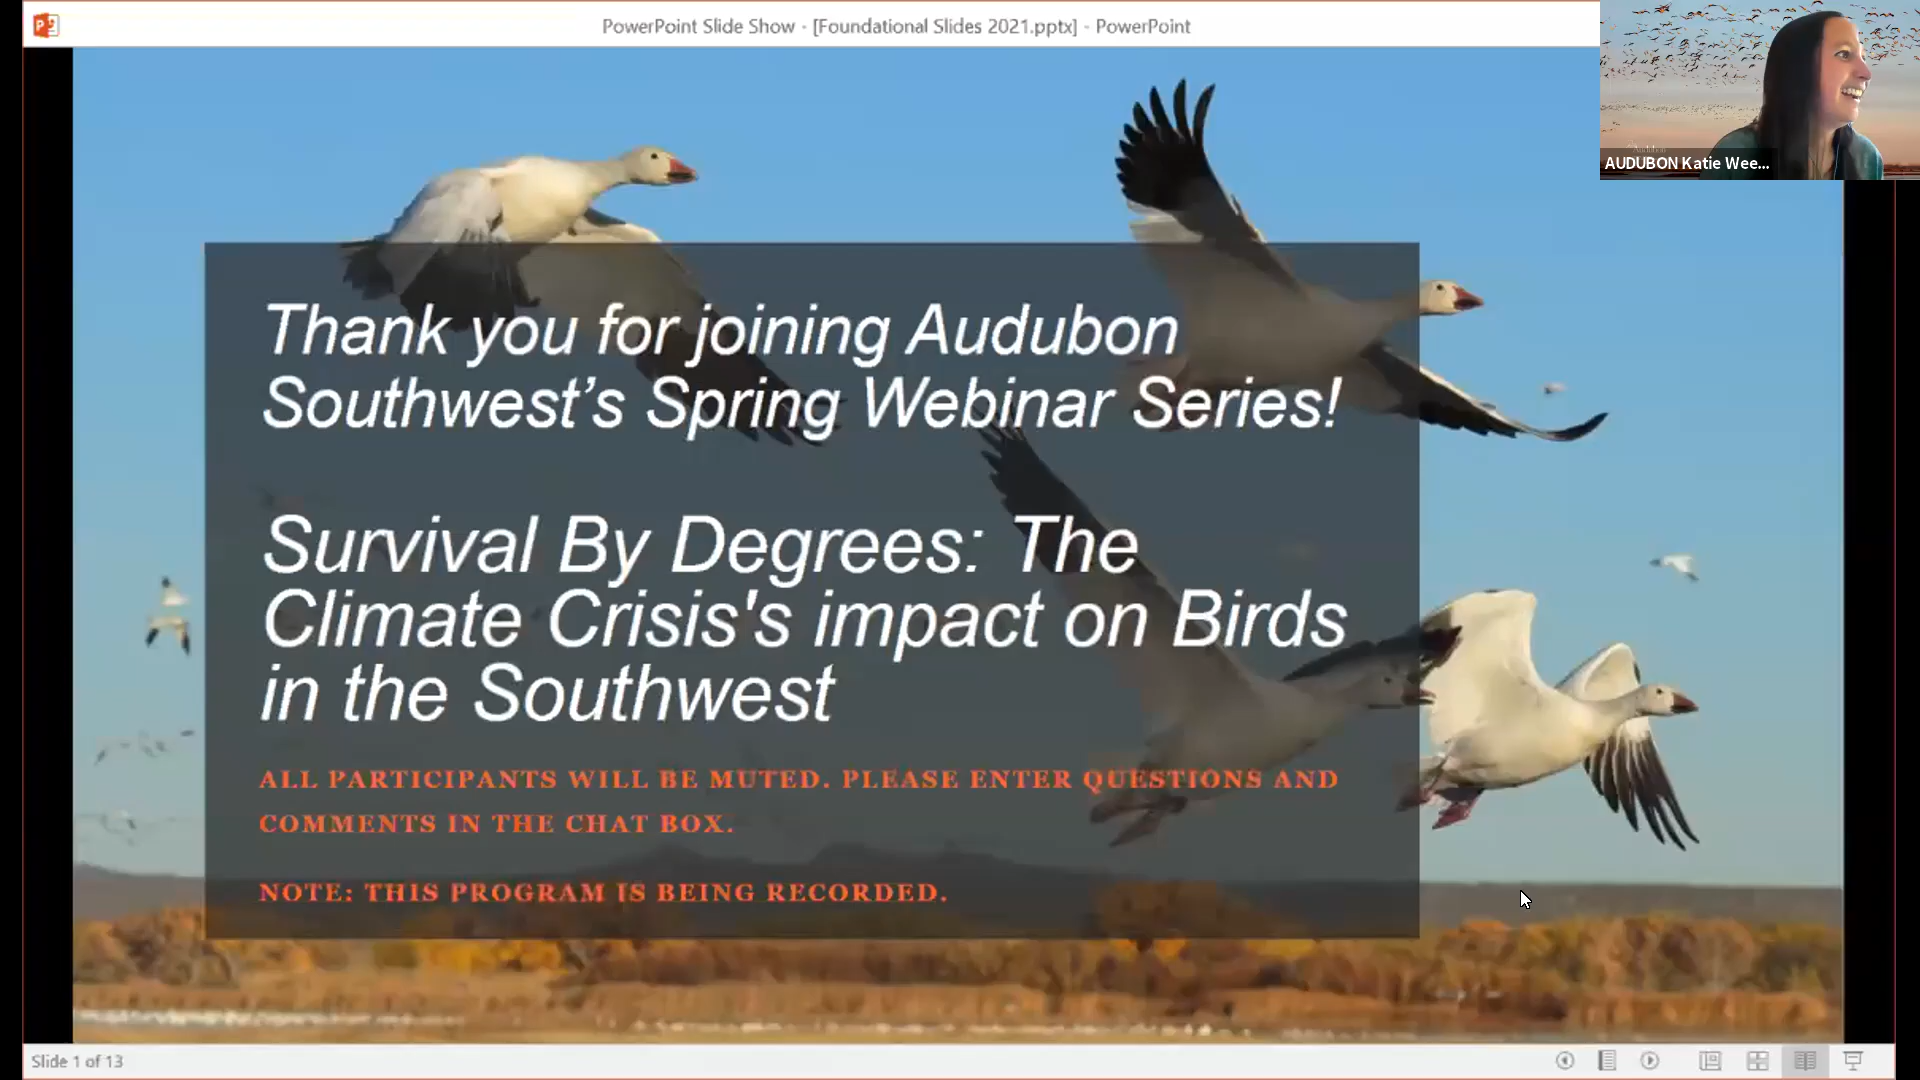 PowerPoint Slide Show - [Foundational Slides 2021.pptx] - PowerPoint
AUDUBON Katie Wee...
Thank you for joining Audubon
Southwest’s Spring Webinar Series!
Survival By Degrees: The
Climate Crisis's impact on Birds
in the Southwest
ALL PARTICIPANTS WILL BE MUTED. PLEASE ENTER QUESTIONS AND
COMMENTS IN THE CHAT BOX.
NOTE: THIS PROGRAM IS BEING RECORDED.
Slide 1 of 13